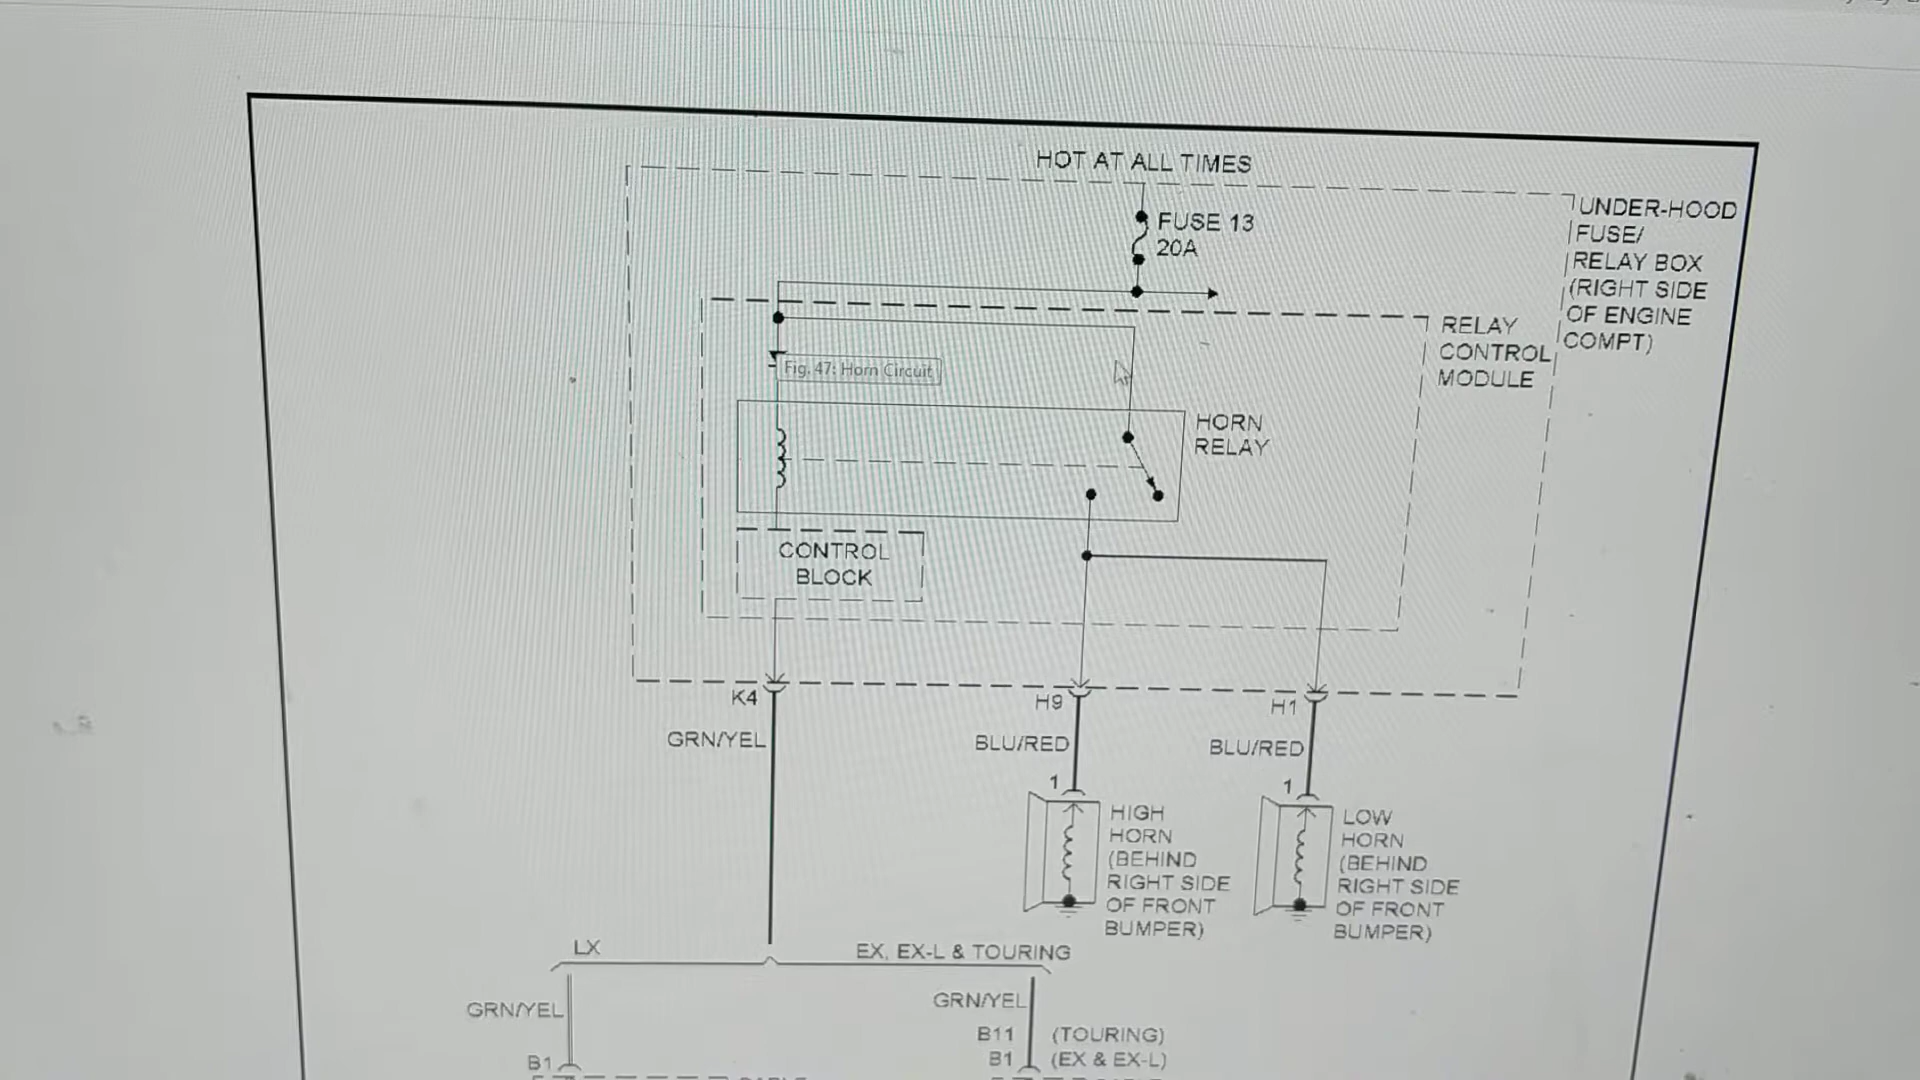 HOT AT ALL TIMES
FUSE 13
20A
UNDER-HOOD
FUSE/
RELAY BOX
(RIGHT SIDE
OF ENGINE
COMPT)
RELAY
CONTROL
MODULE
Fig. 47: Horn Circuit
HORN
RELAY
CONTROL
BLOCK
K4
H9
H1
GRN/YEL
BLU/RED
BLU/RED
1
1
HIGH
HORN
(BEHIND
RIGHT SIDE
OF FRONT
BUMPER)
LOW
HORN
(BEHIND
RIGHT SIDE
OF FRONT
BUMPER)
LX
EX, EX-L & TOURING
GRN/YEL
GRN/YEL
B11 (TOURING)
B1
B1 (EX & EX-L)